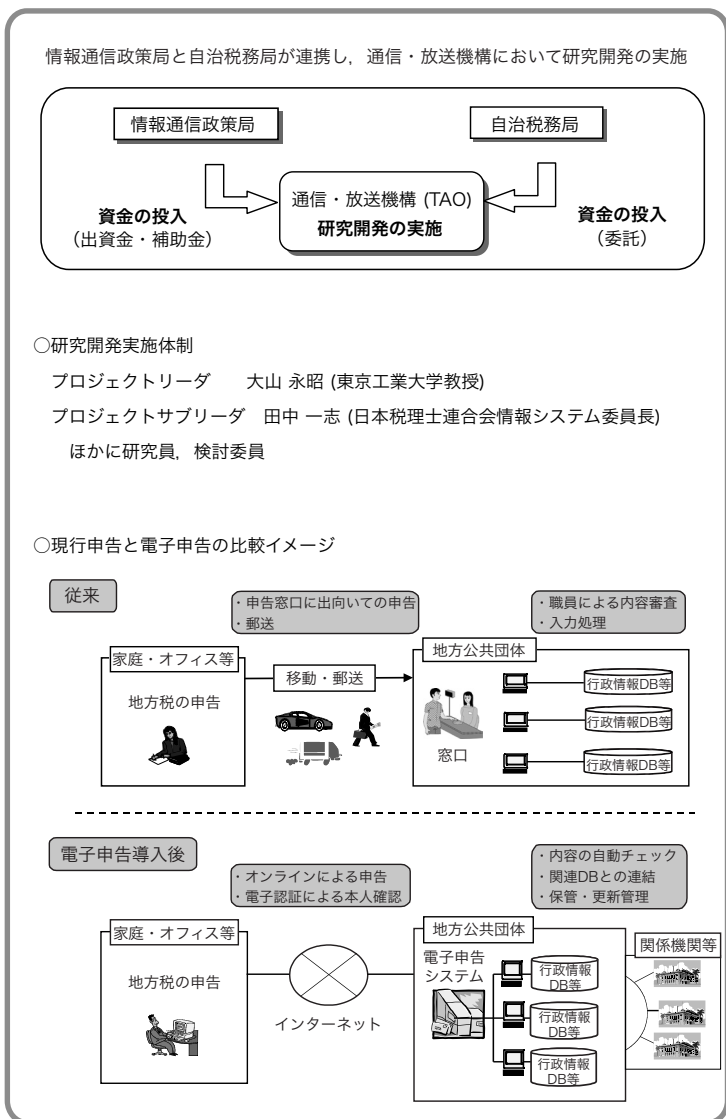 情報通信政策局と自治税務局が連携し，通信・放送機構において研究開発の実施
情報通信政策局
自治税務局
資金の投入
（出資金・補助金）
通信・放送機構 (TAO)
研究開発の実施
資金の投入
（委託）
○研究開発実施体制
プロジェクトリーダ　　大山 永昭 (東京工業大学教授)
プロジェクトサブリーダ　田中 一志 (日本税理士連合会情報システム委員長)
ほかに研究員，検討委員
○現行申告と電子申告の比較イメージ
従来
・申告窓口に出向いての申告
・郵送
・職員による内容審査
・入力処理
家庭・オフィス等
地方税の申告
移動・郵送
地方公共団体
窓口
行政情報DB等
行政情報DB等
行政情報DB等
電子申告導入後
・オンラインによる申告
・電子認証による本人確認
・内容の自動チェック
・関連DBとの連結
・保管・更新管理
家庭・オフィス等
地方税の申告
インターネット
地方公共団体
電子申告
システム
行政情報
DB等
行政情報
DB等
行政情報
DB等
関係機関等